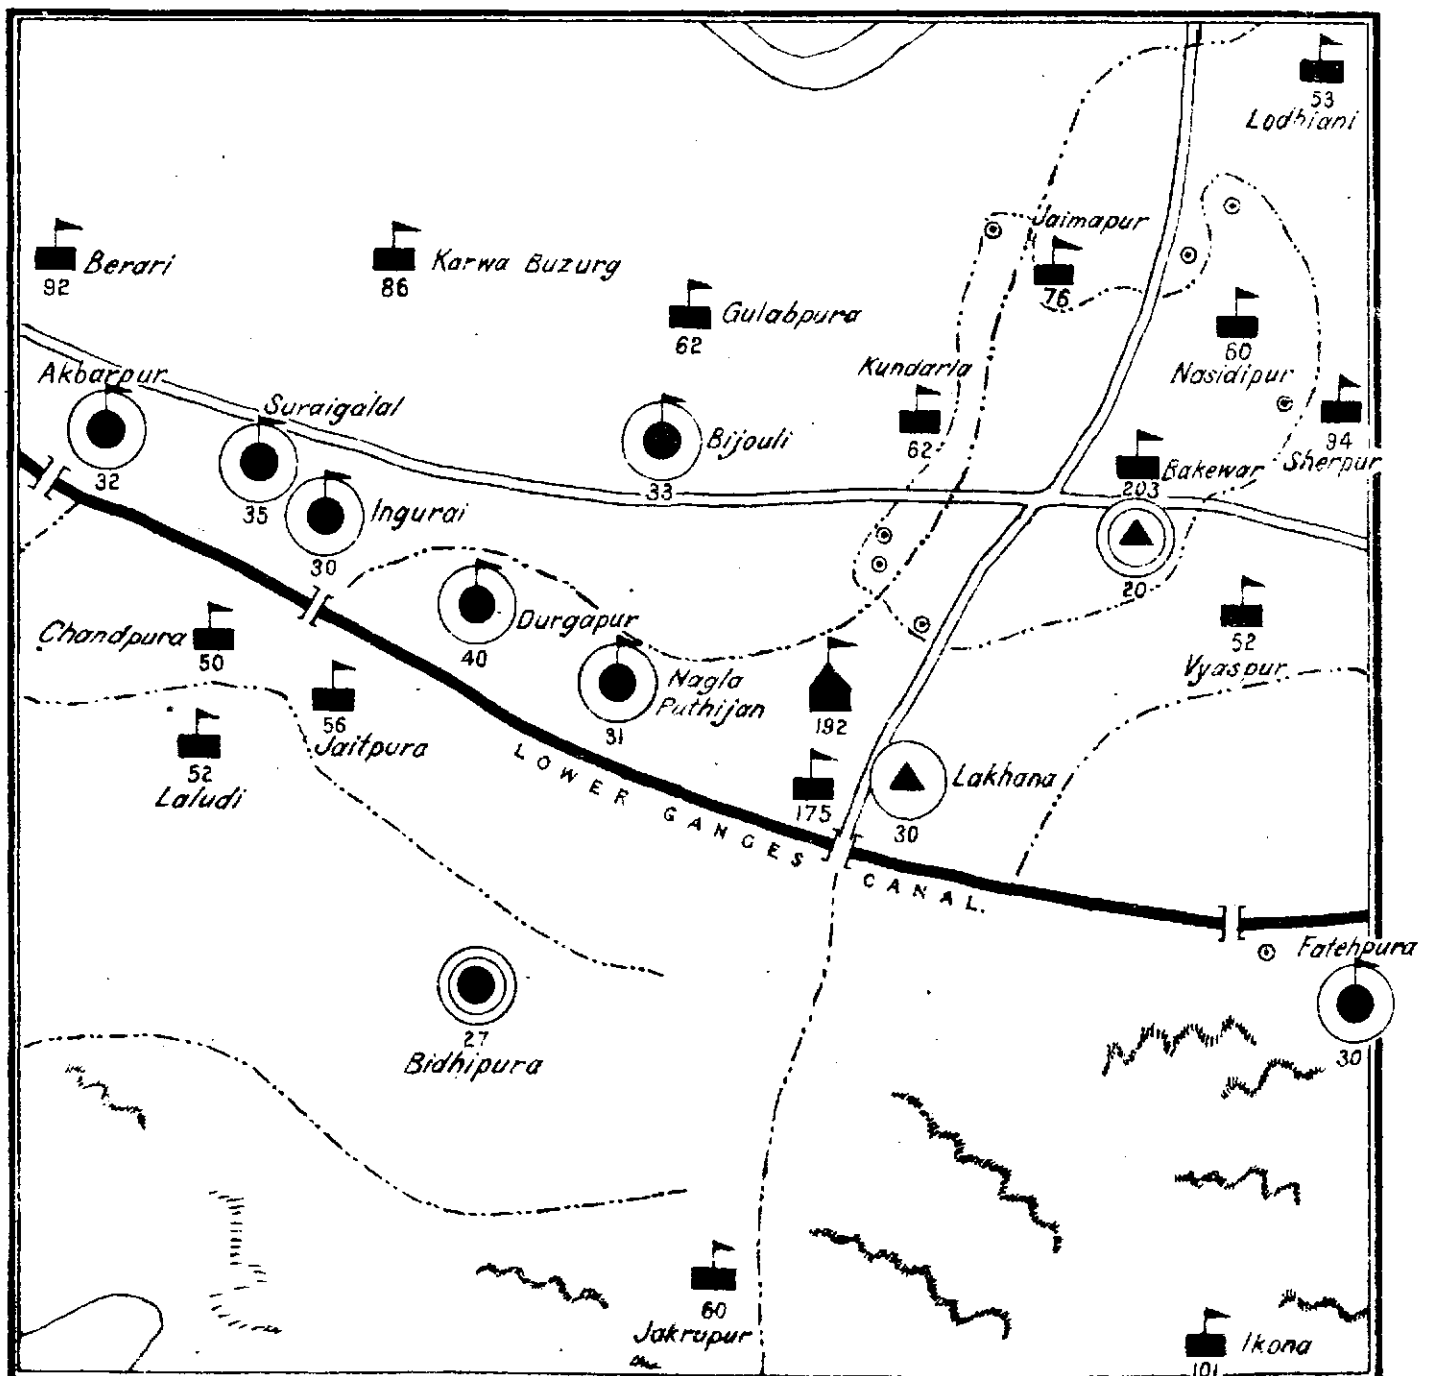 53
Lodhiani
Jaimapur
76
Berari
92
Karwa Buzurg
86
Gulabpura
62
60
Nasidipur
Kundaria
62
94
Sherpur
Akbarpur
32
Suraigalal
35
Bijouli
33
Bakewar
203
20
Ingurai
30
Durgapur
40
Chandpura
50
52
Vyaspur
Nagla
Puthijan
31
56
Jaitpura
192
52
Laludi
175
Lakhana
30
LOWER GANGES CANAL.
Fatehpura
30
27
Bidhipura
60
Jakrupur
Ikona
101